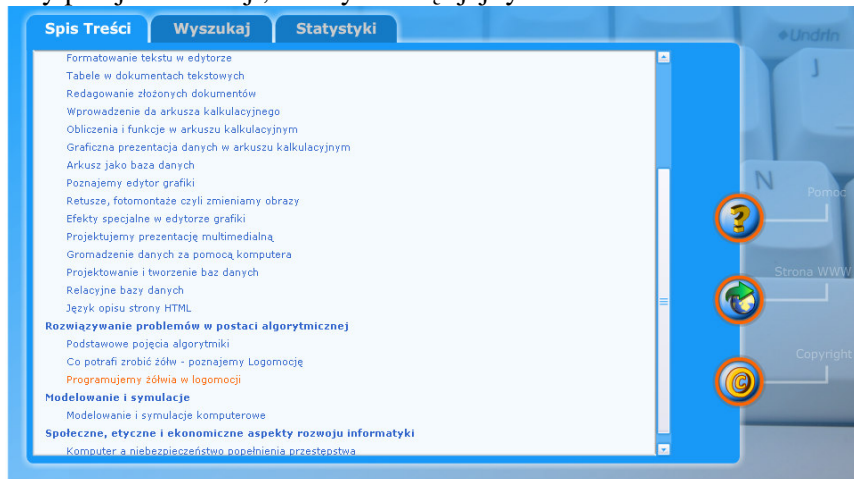 Spis Treści
Wyszukaj
Statystyki
Formatowanie tekstu w edytorze
Tabele w dokumentach tekstowych
Redagowanie złożonych dokumentów
Wprowadzenie da arkusza kalkulacyjnego
Obliczenia i funkcje w arkuszu kalkulacyjnym
Graficzna prezentacja danych w arkuszu kalkulacyjnym
Arkusz jako baza danych
Poznajemy edytor grafiki
Retusze, fotomontaże czyli zmieniamy obrazy
Efekty specjalne w edytorze grafiki
Projektujemy prezentację multimedialną
Gromadzenie danych za pomocą komputera
Projektowanie i tworzenie baz danych
Relacyjne bazy danych
Język opisu strony HTML
Rozwiązywanie problemów w postaci algorytmicznej
Podstawowe pojęcia algorytmiki
Co potrafi zrobić żółw - poznajemy Logomocję
Programujemy żółwia w logomocji
Modelowanie i symulacje
Modelowanie i symulacje komputerowe
Społeczne, etyczne i ekonomiczne aspekty rozwoju informatyki
Komputer a niebezpieczeństwo popełnienia przestępstwa
J
N
Pomoc
Strona WWW
Copyright